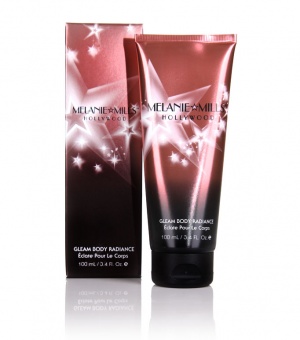 MELANIE☆MILLS
HOLLYWOOD
GLEAM BODY RADIANCE
Éclate Pour Le Corps
100 mL / 3.4 Fl. Oz. e
MELANIE☆MILLS
HOLLYWOOD
GLEAM BODY RADIANCE
Éclate Pour Le Corps
100 mL / 3.4 Fl. Oz. e